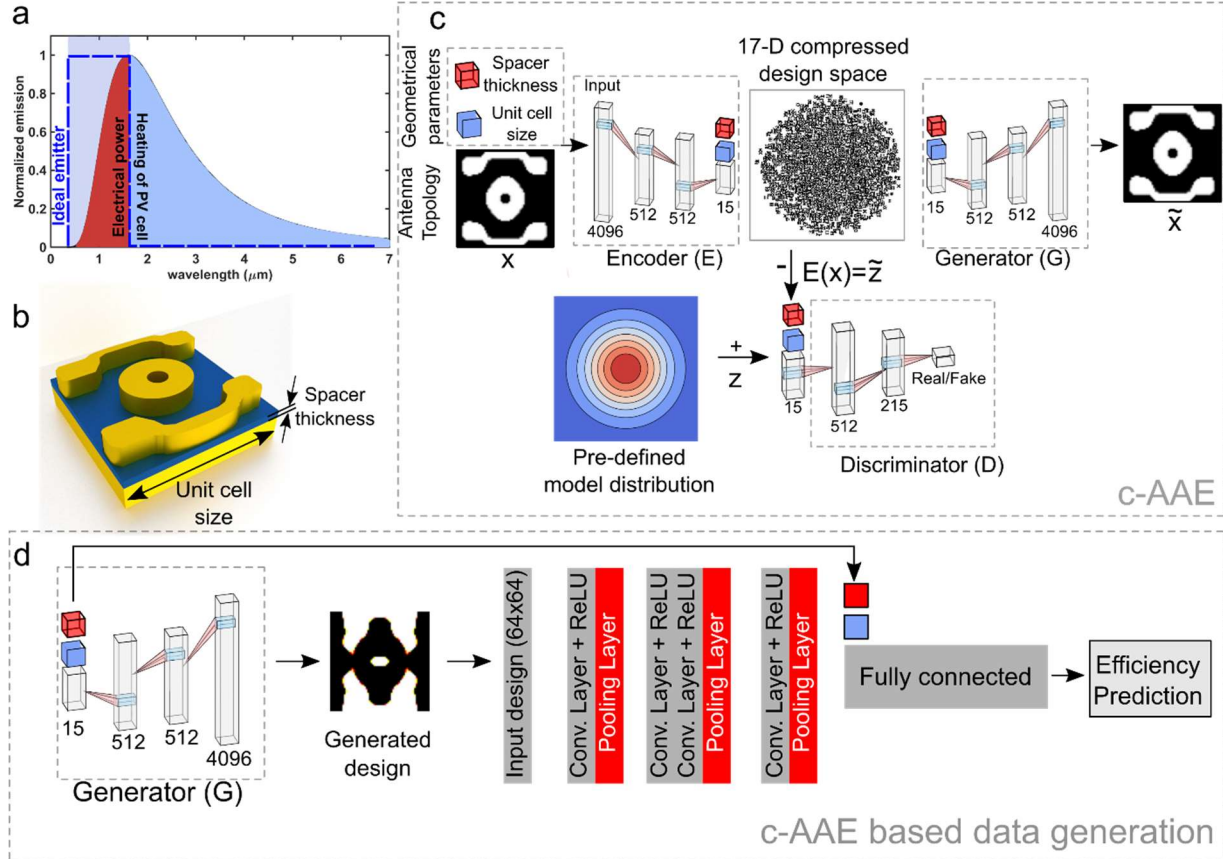 a
Normalized emission
1
0.8
0.6
0.4
0.2
0
Ideal emitter
Electrical power
Heating of PV cell
0
1
2
3
4
5
6
7
wavelength (μm)
b
Spacer
thickness
Unit cell
size
c
Geometrical
parameters
Spacer
thickness
Unit cell
size
Antenna
Topology
x
Input
4096
512
512
15
Encoder (E)
17-D compressed
design space
15
512
512
4096
Generator (G)
x̃
- E(x)=z̃
+
z
Pre-defined
model distribution
15
512
215
Real/Fake
Discriminator (D)
c-AAE
d
15
512
512
4096
Generator (G)
Generated
design
Input design (64x64)
Conv. Layer + ReLU
Pooling Layer
Conv. Layer + ReLU
Conv. Layer + ReLU
Pooling Layer
Conv. Layer + ReLU
Pooling Layer
Fully connected
Efficiency
Prediction
c-AAE based data generation